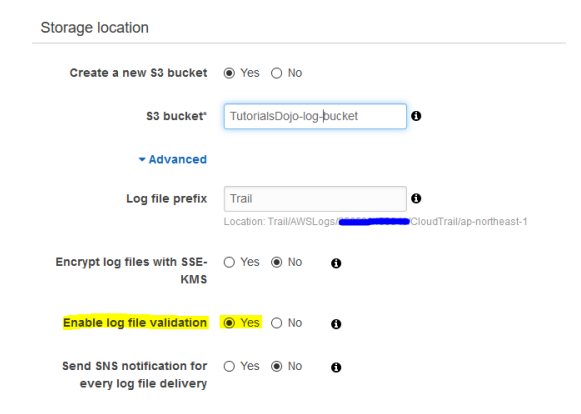 Storage location
Create a new S3 bucket Yes No
S3 bucket* TutorialsDojo-log-bucket
Advanced
Log file prefix Trail
Location: Trail/AWSLogs/ CloudTrail/ap-northeast-1
Encrypt log files with SSE- Yes No
KMS
Enable log file validation Yes No
Send SNS notification for Yes No
every log file delivery